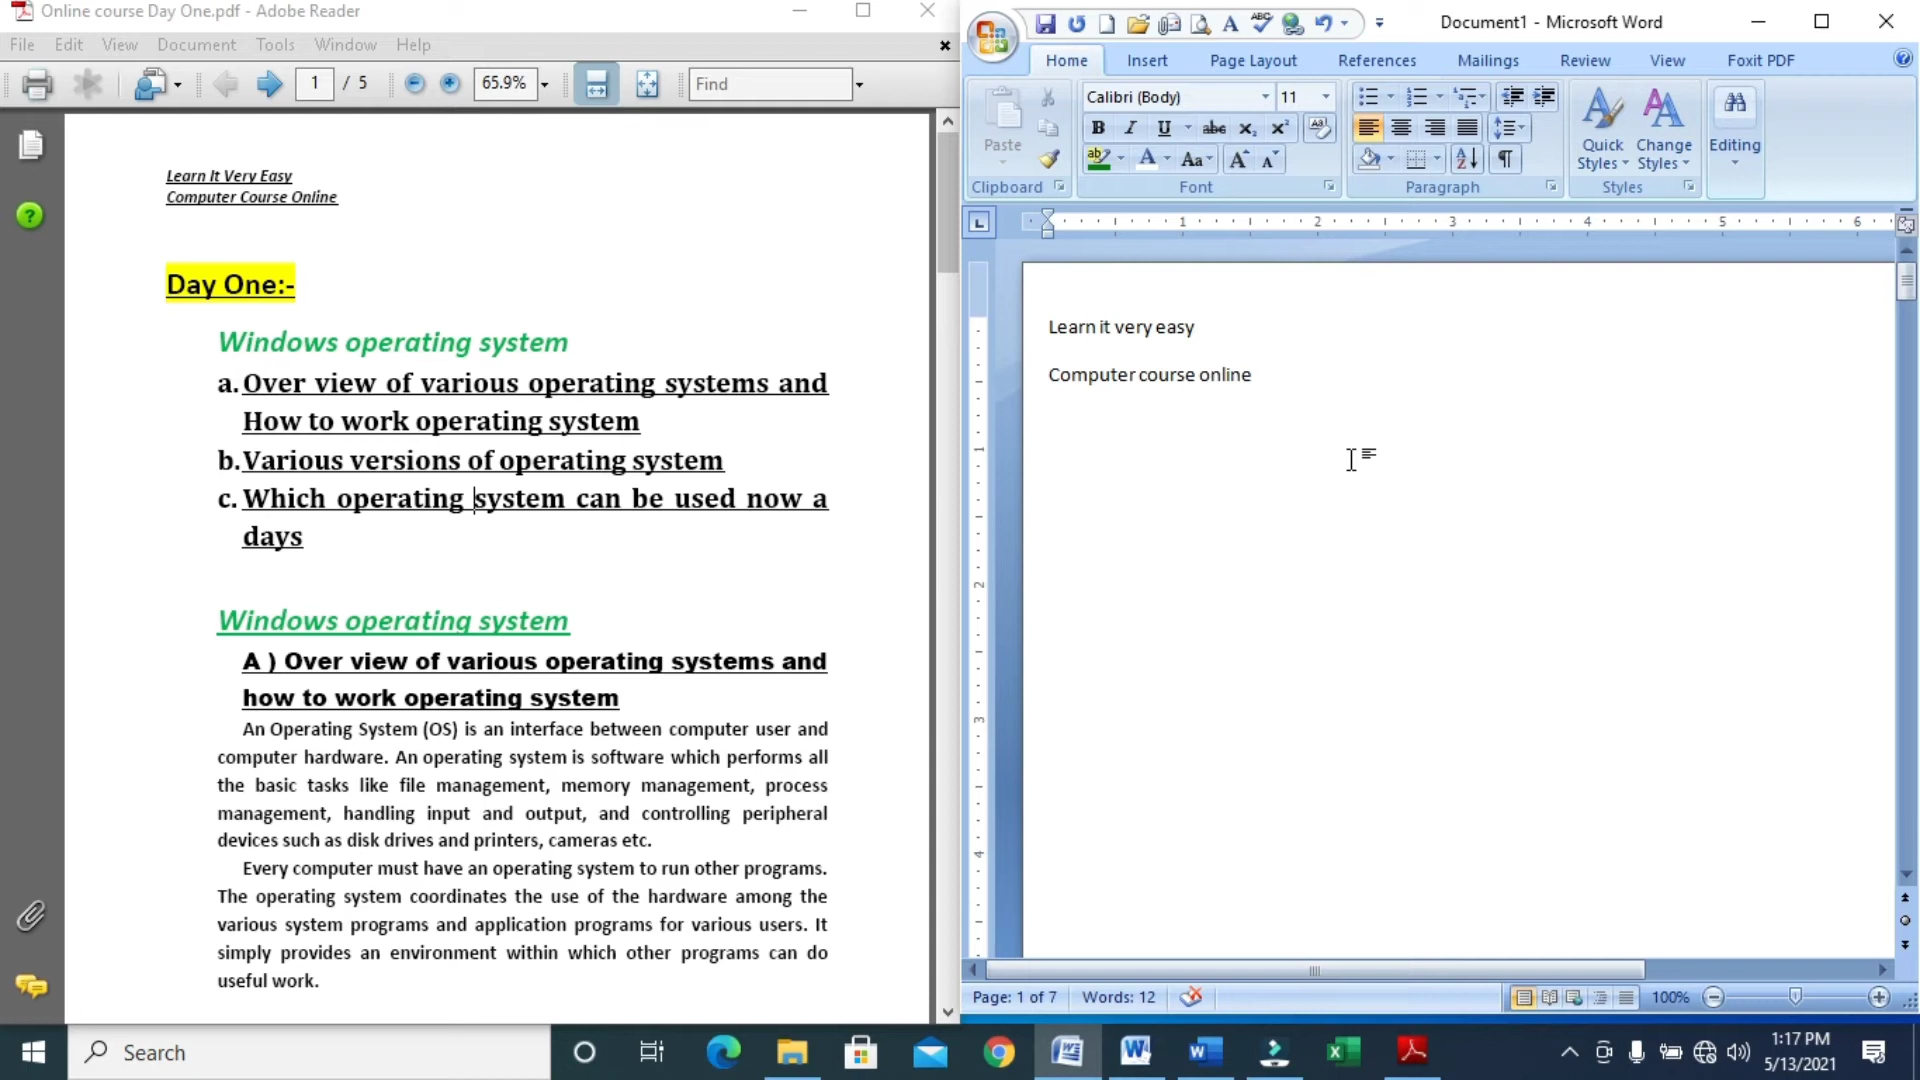 Online course Day One.pdf - Adobe Reader
File Edit View Document Tools Window Help
1 / 5 65.9% Find
Learn It Very Easy
Computer Course Online
Day One:-
Windows operating system
a. Over view of various operating systems and
How to work operating system
b. Various versions of operating system
c. Which operating system can be used now a
days
Windows operating system
A ) Over view of various operating systems and
how to work operating system
An Operating System (OS) is an interface between computer user and
computer hardware. An operating system is software which performs all
the basic tasks like file management, memory management, process
management, handling input and output, and controlling peripheral
devices such as disk drives and printers, cameras etc.
Every computer must have an operating system to run other programs.
The operating system coordinates the use of the hardware among the
various system programs and application programs for various users. It
simply provides an environment within which other programs can do
useful work.
Document1 - Microsoft Word
Home Insert Page Layout References Mailings Review View Foxit PDF
Paste
Calibri (Body) 11
Quick Styles
Change Styles
Editing
Clipboard Font Paragraph Styles
1 2 3 4 5 6
1
2
3
4
Learn it very easy
Computer course online
Page: 1 of 7 Words: 12 100%
Search
1:17 PM
5/13/2021